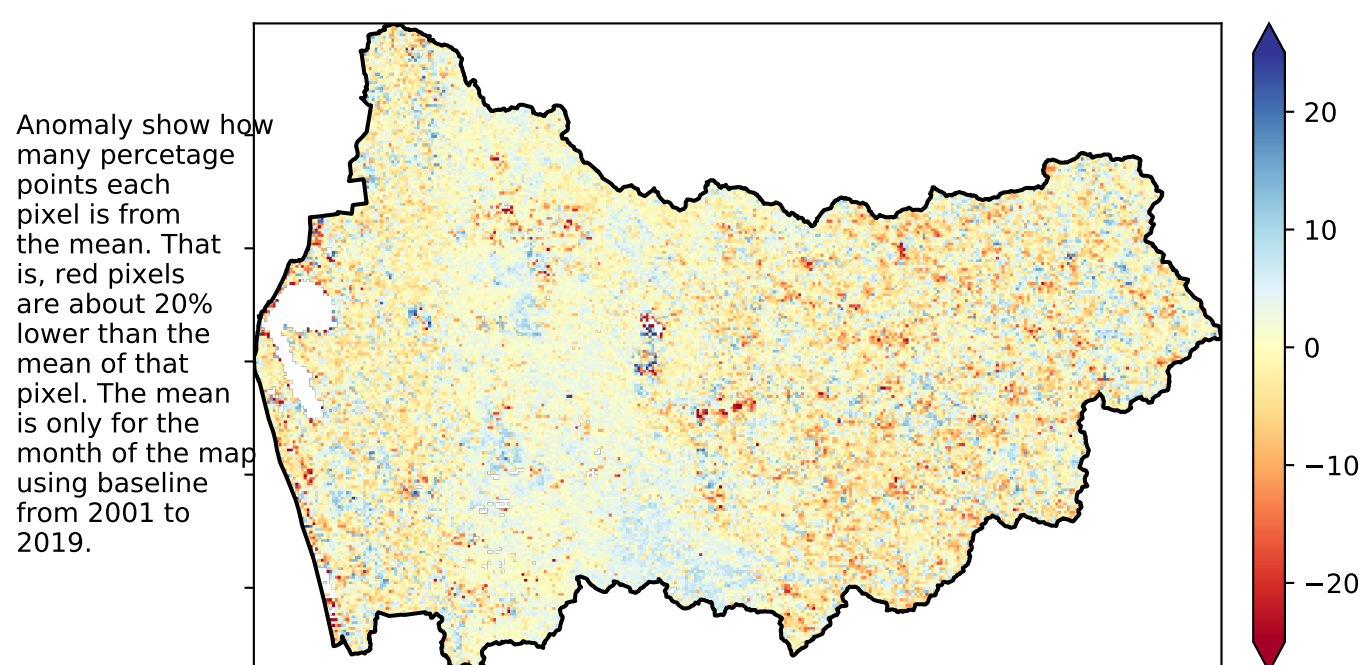 Anomaly show how
many percetage
points each
pixel is from
the mean. That
is, red pixels
are about 20%
lower than the
mean of that
pixel. The mean
is only for the
month of the map
using baseline
from 2001 to
2019.
20
10
0
−10
−20